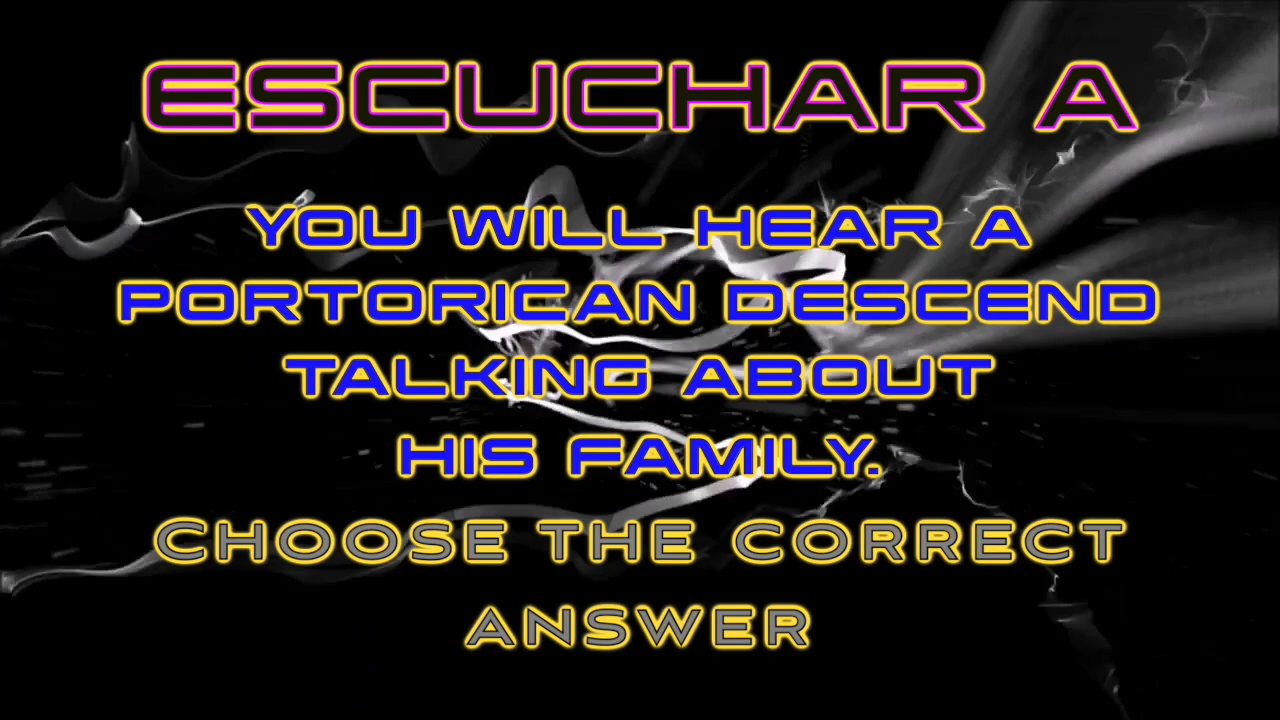 ESCUCHAR A
YOU WILL HEAR A
PORTORICAN DESCEND
TALKING ABOUT
HIS FAMILY.
CHOOSE THE CORRECT
ANSWER